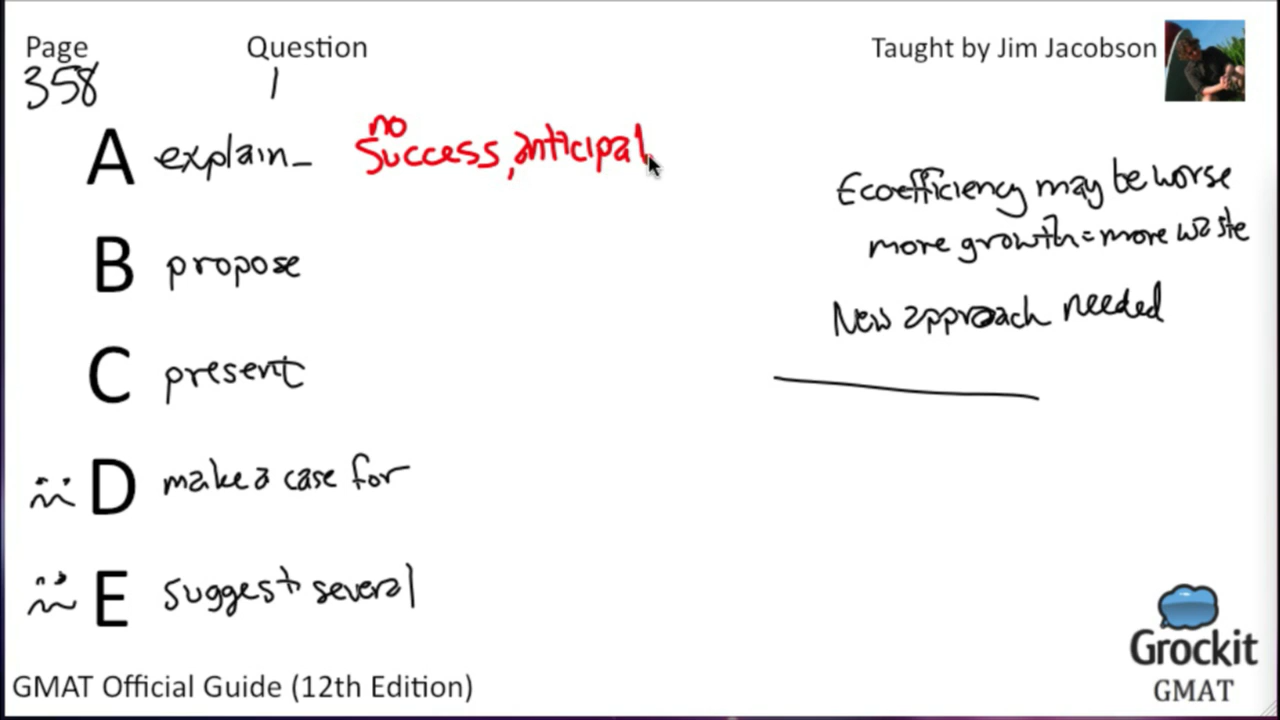 Page Question Taught by Jim Jacobson
358 1
A explain- no success, anticipal
B propose
C present
D make a case for
E suggest several
Ecoefficiency may be worse
more growth = more waste
New approach needed
Grockit
GMAT
GMAT Official Guide (12th Edition)